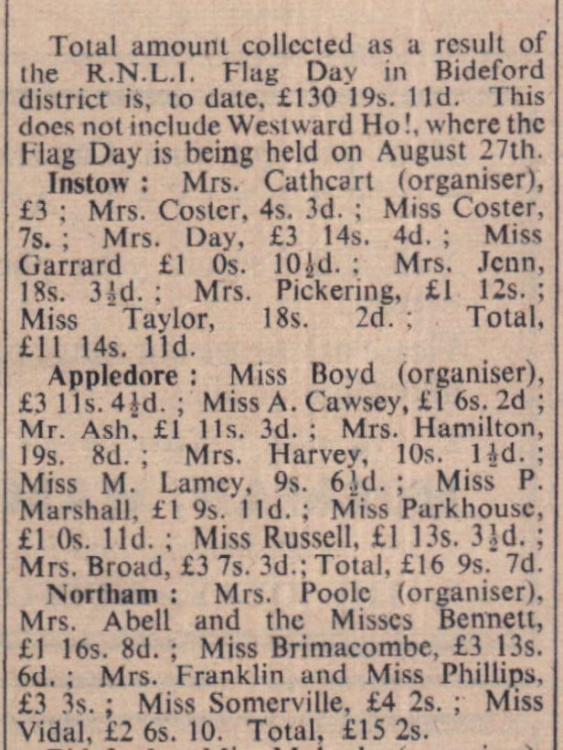 Total amount collected as a result of
the R.N.L.I. Flag Day in Bideford
district is, to date, £130 19s. 11d. This
does not include Westward Ho!, where the
Flag Day is being held on August 27th.
Instow : Mrs. Cathcart (organiser),
£3 ; Mrs. Coster, 4s. 3d. ; Miss Coster,
7s. ; Mrs. Day, £3 14s. 4d. ; Miss
Garrard £1 0s. 10½d. ; Mrs. Jenn,
18s. 3½d. ; Mrs. Pickering, £1 12s. ;
Miss Taylor, 18s. 2d. ; Total,
£11 14s. 11d.
Appledore : Miss Boyd (organiser),
£3 11s. 4½d. ; Miss A. Cawsey, £1 6s. 2d ;
Mr. Ash, £1 11s. 3d. ; Mrs. Hamilton,
19s. 8d. ; Mrs. Harvey, 10s. 1½d. ;
Miss M. Lamey, 9s. 6½d. ; Miss P.
Marshall, £1 9s. 11d. ; Miss Parkhouse,
£1 0s. 11d. ; Miss Russell, £1 13s. 3½d. ;
Mrs. Broad, £3 7s. 3d.; Total, £16 9s. 7d.
Northam : Mrs. Poole (organiser),
Mrs. Abell and the Misses Bennett,
£1 16s. 8d. ; Miss Brimacombe, £3 13s.
6d. ; Mrs. Franklin and Miss Phillips,
£3 3s. ; Miss Somerville, £4 2s. ; Miss
Vidal, £2 6s. 10. Total, £15 2s.